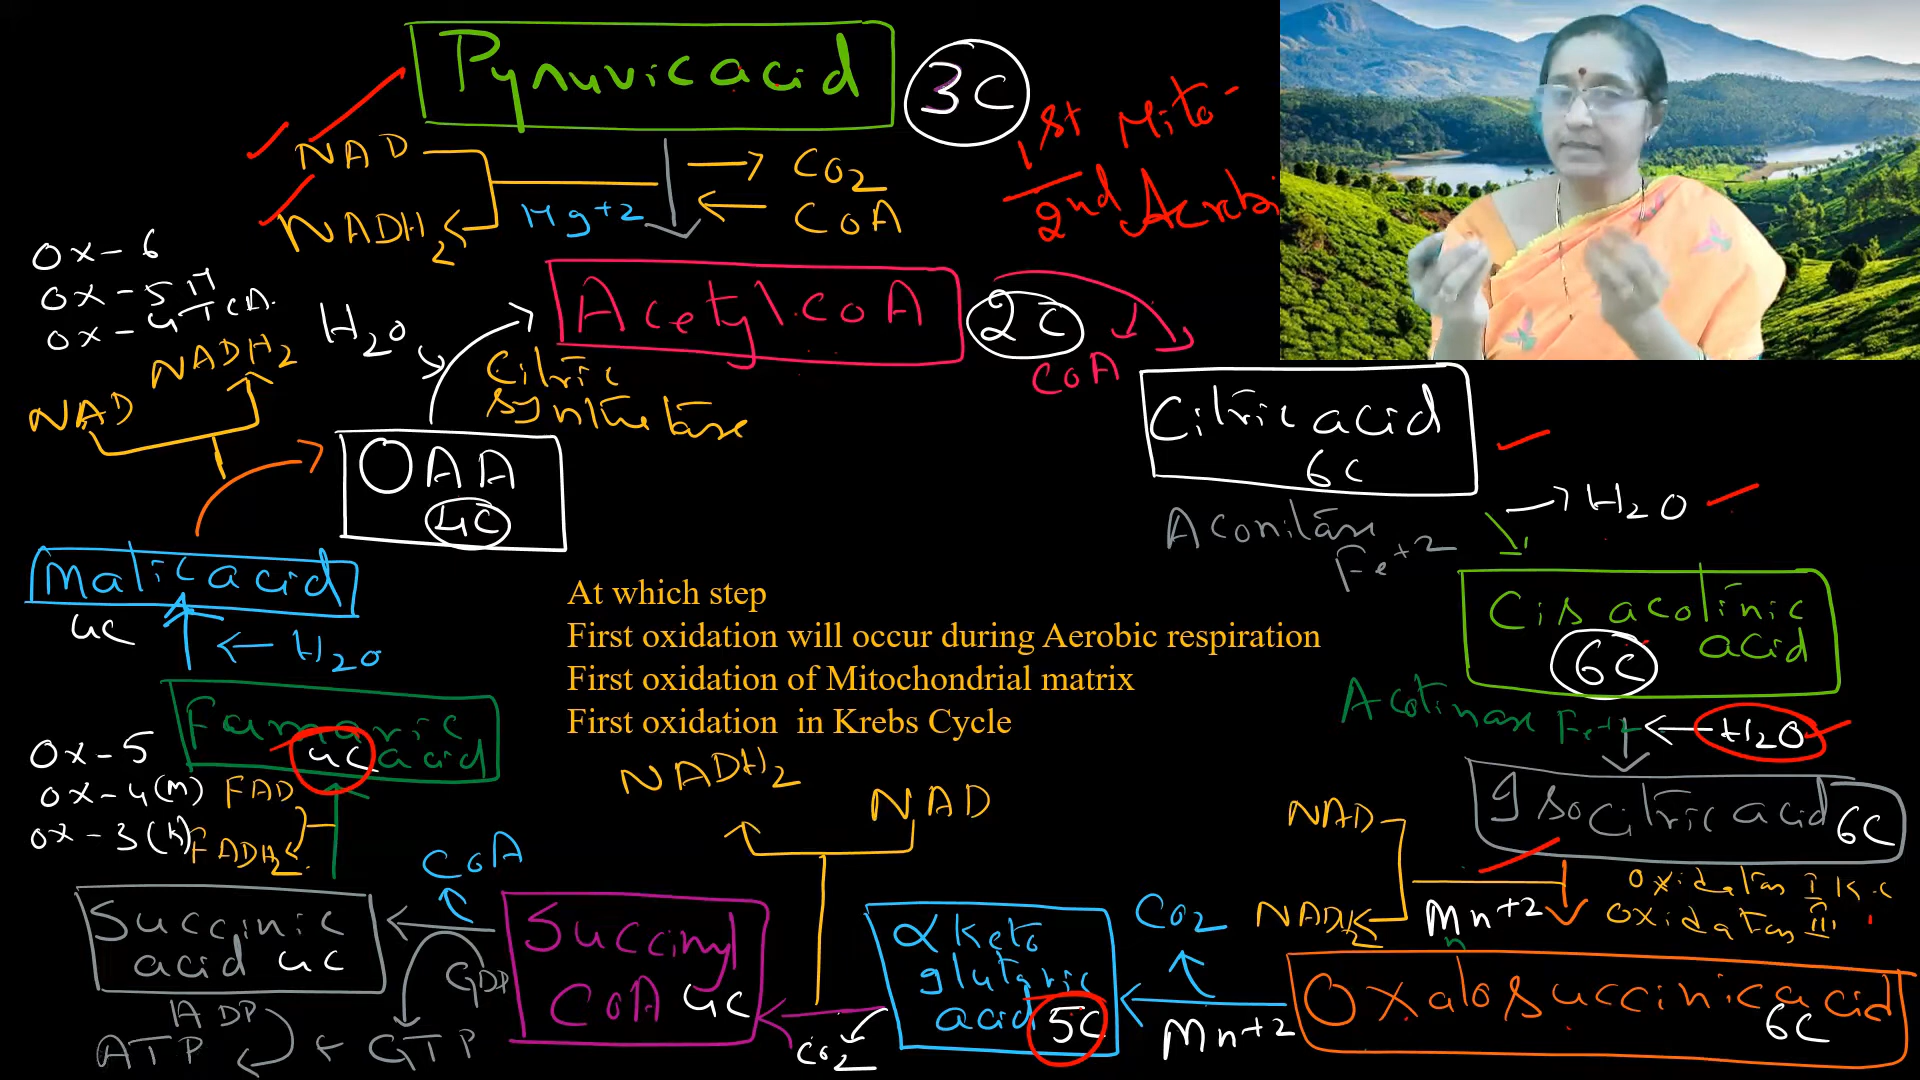 Pyruvic acid
3C
NAD
NADH2
Mg+2
CO2
COA
1st Mito-
2nd Aerobi
OX-6
OX-5 M
OX-4 TCA
H2O
Acetyl.COA
2C
COA
Citric
synthetase
NADH2
NAD
OAA
4C
Citric acid
6C
H2O
Aconitase
Fe+2
Malic acid
4C
H2O
At which step
First oxidation will occur during Aerobic respiration
First oxidation of Mitochondrial matrix
First oxidation in Krebs Cycle
Cis acotinic
acid
6C
Acotinase Fe+2
H2O
Fumaric
acid
4C
OX-5
OX-4(M)
OX-3(K)
FAD
FADH2
NADH2
NAD
Isocitric acid 6C
NAD
NADH2
Mn+2
Oxidation I K.C
Oxidation III
COA
Succinic
acid 4C
GDP
GTP
ADP
ATP
Succinyl
COA 4C
CO2
α Keto
glutaric
acid 5C
CO2
Mn+2
Oxalosuccinic acid
6C